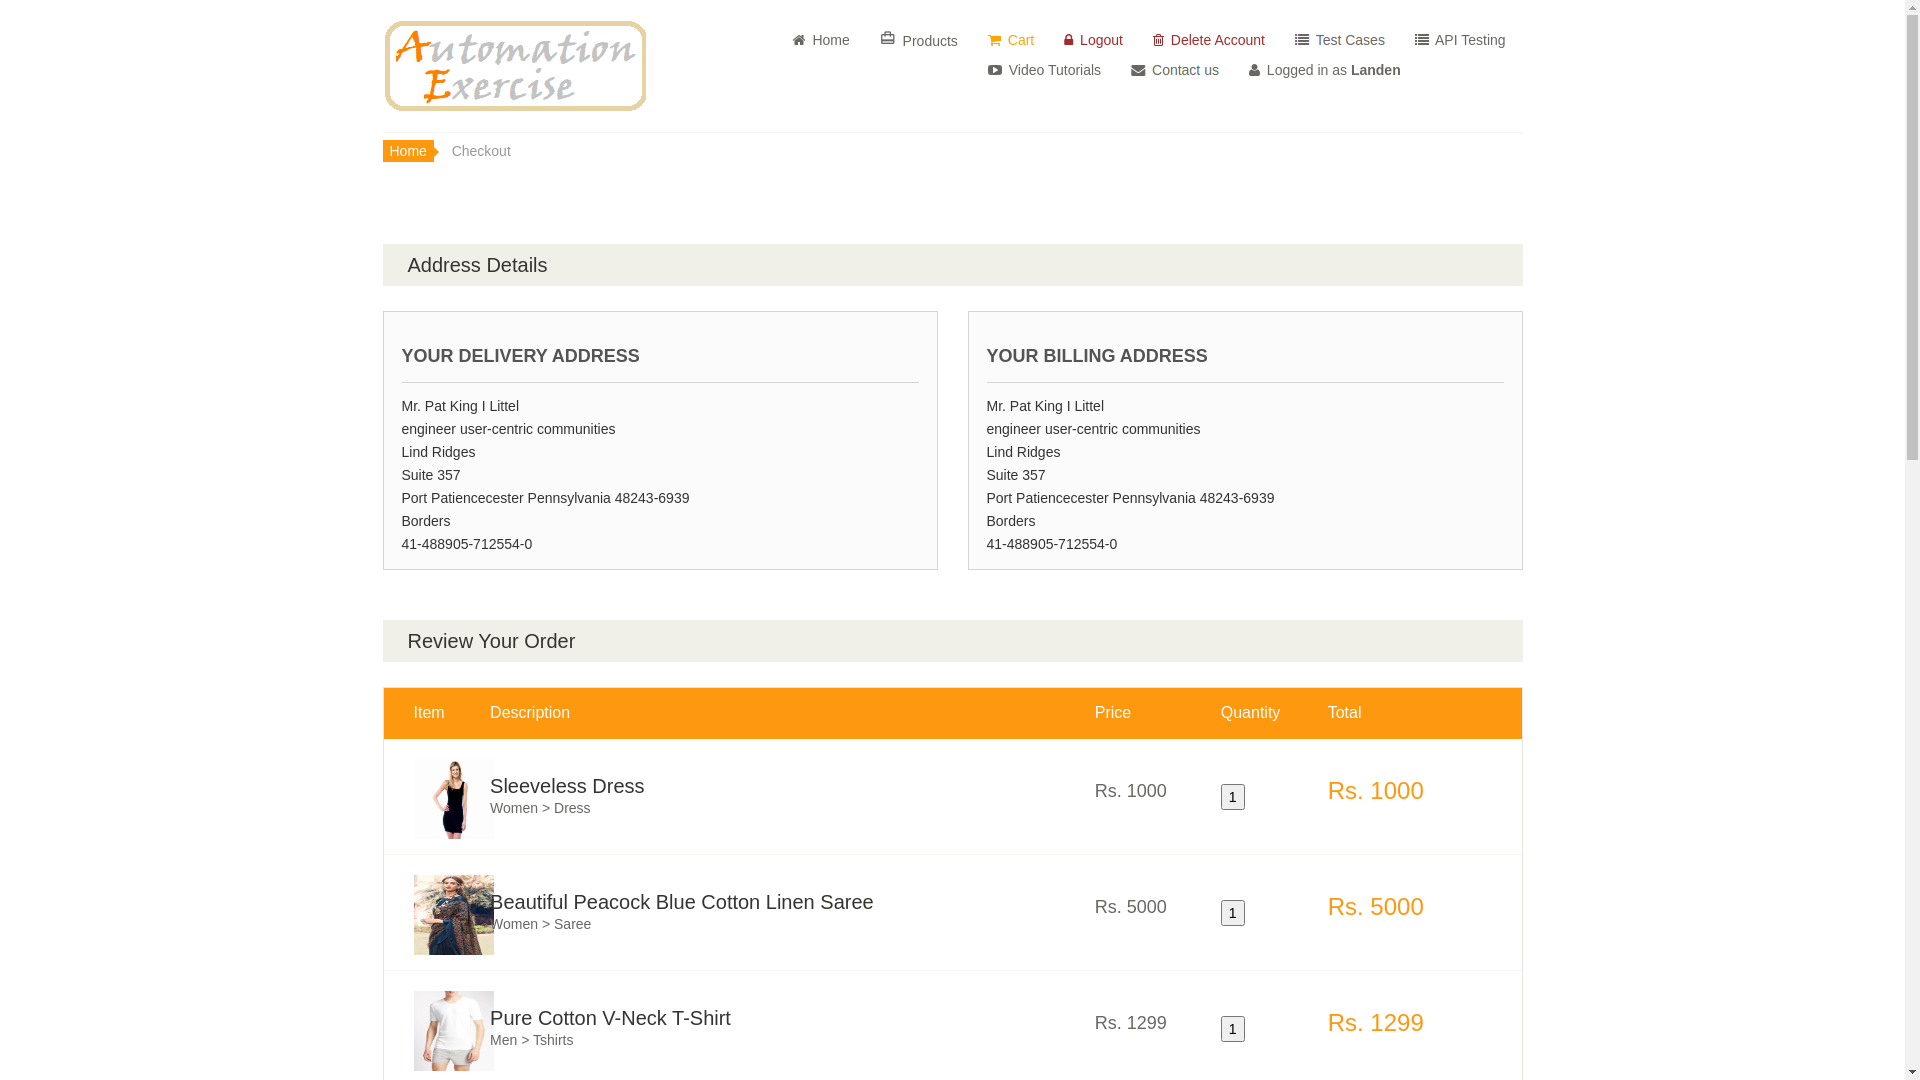 Automation
Exercise
Home
Products
Cart
Logout
Delete Account
Test Cases
API Testing
Video Tutorials
Contact us
Logged in as Landen
Home
Checkout
Address Details
YOUR DELIVERY ADDRESS
Mr. Pat King I Littel
engineer user-centric communities
Lind Ridges
Suite 357
Port Patiencecester Pennsylvania 48243-6939
Borders
41-488905-712554-0
YOUR BILLING ADDRESS
Mr. Pat King I Littel
engineer user-centric communities
Lind Ridges
Suite 357
Port Patiencecester Pennsylvania 48243-6939
Borders
41-488905-712554-0
Review Your Order
Item Description Price Quantity Total
Sleeveless Dress
Women > Dress
Rs. 1000
1
Rs. 1000
Beautiful Peacock Blue Cotton Linen Saree
Women > Saree
Rs. 5000
1
Rs. 5000
Pure Cotton V-Neck T-Shirt
Men > Tshirts
Rs. 1299
1
Rs. 1299